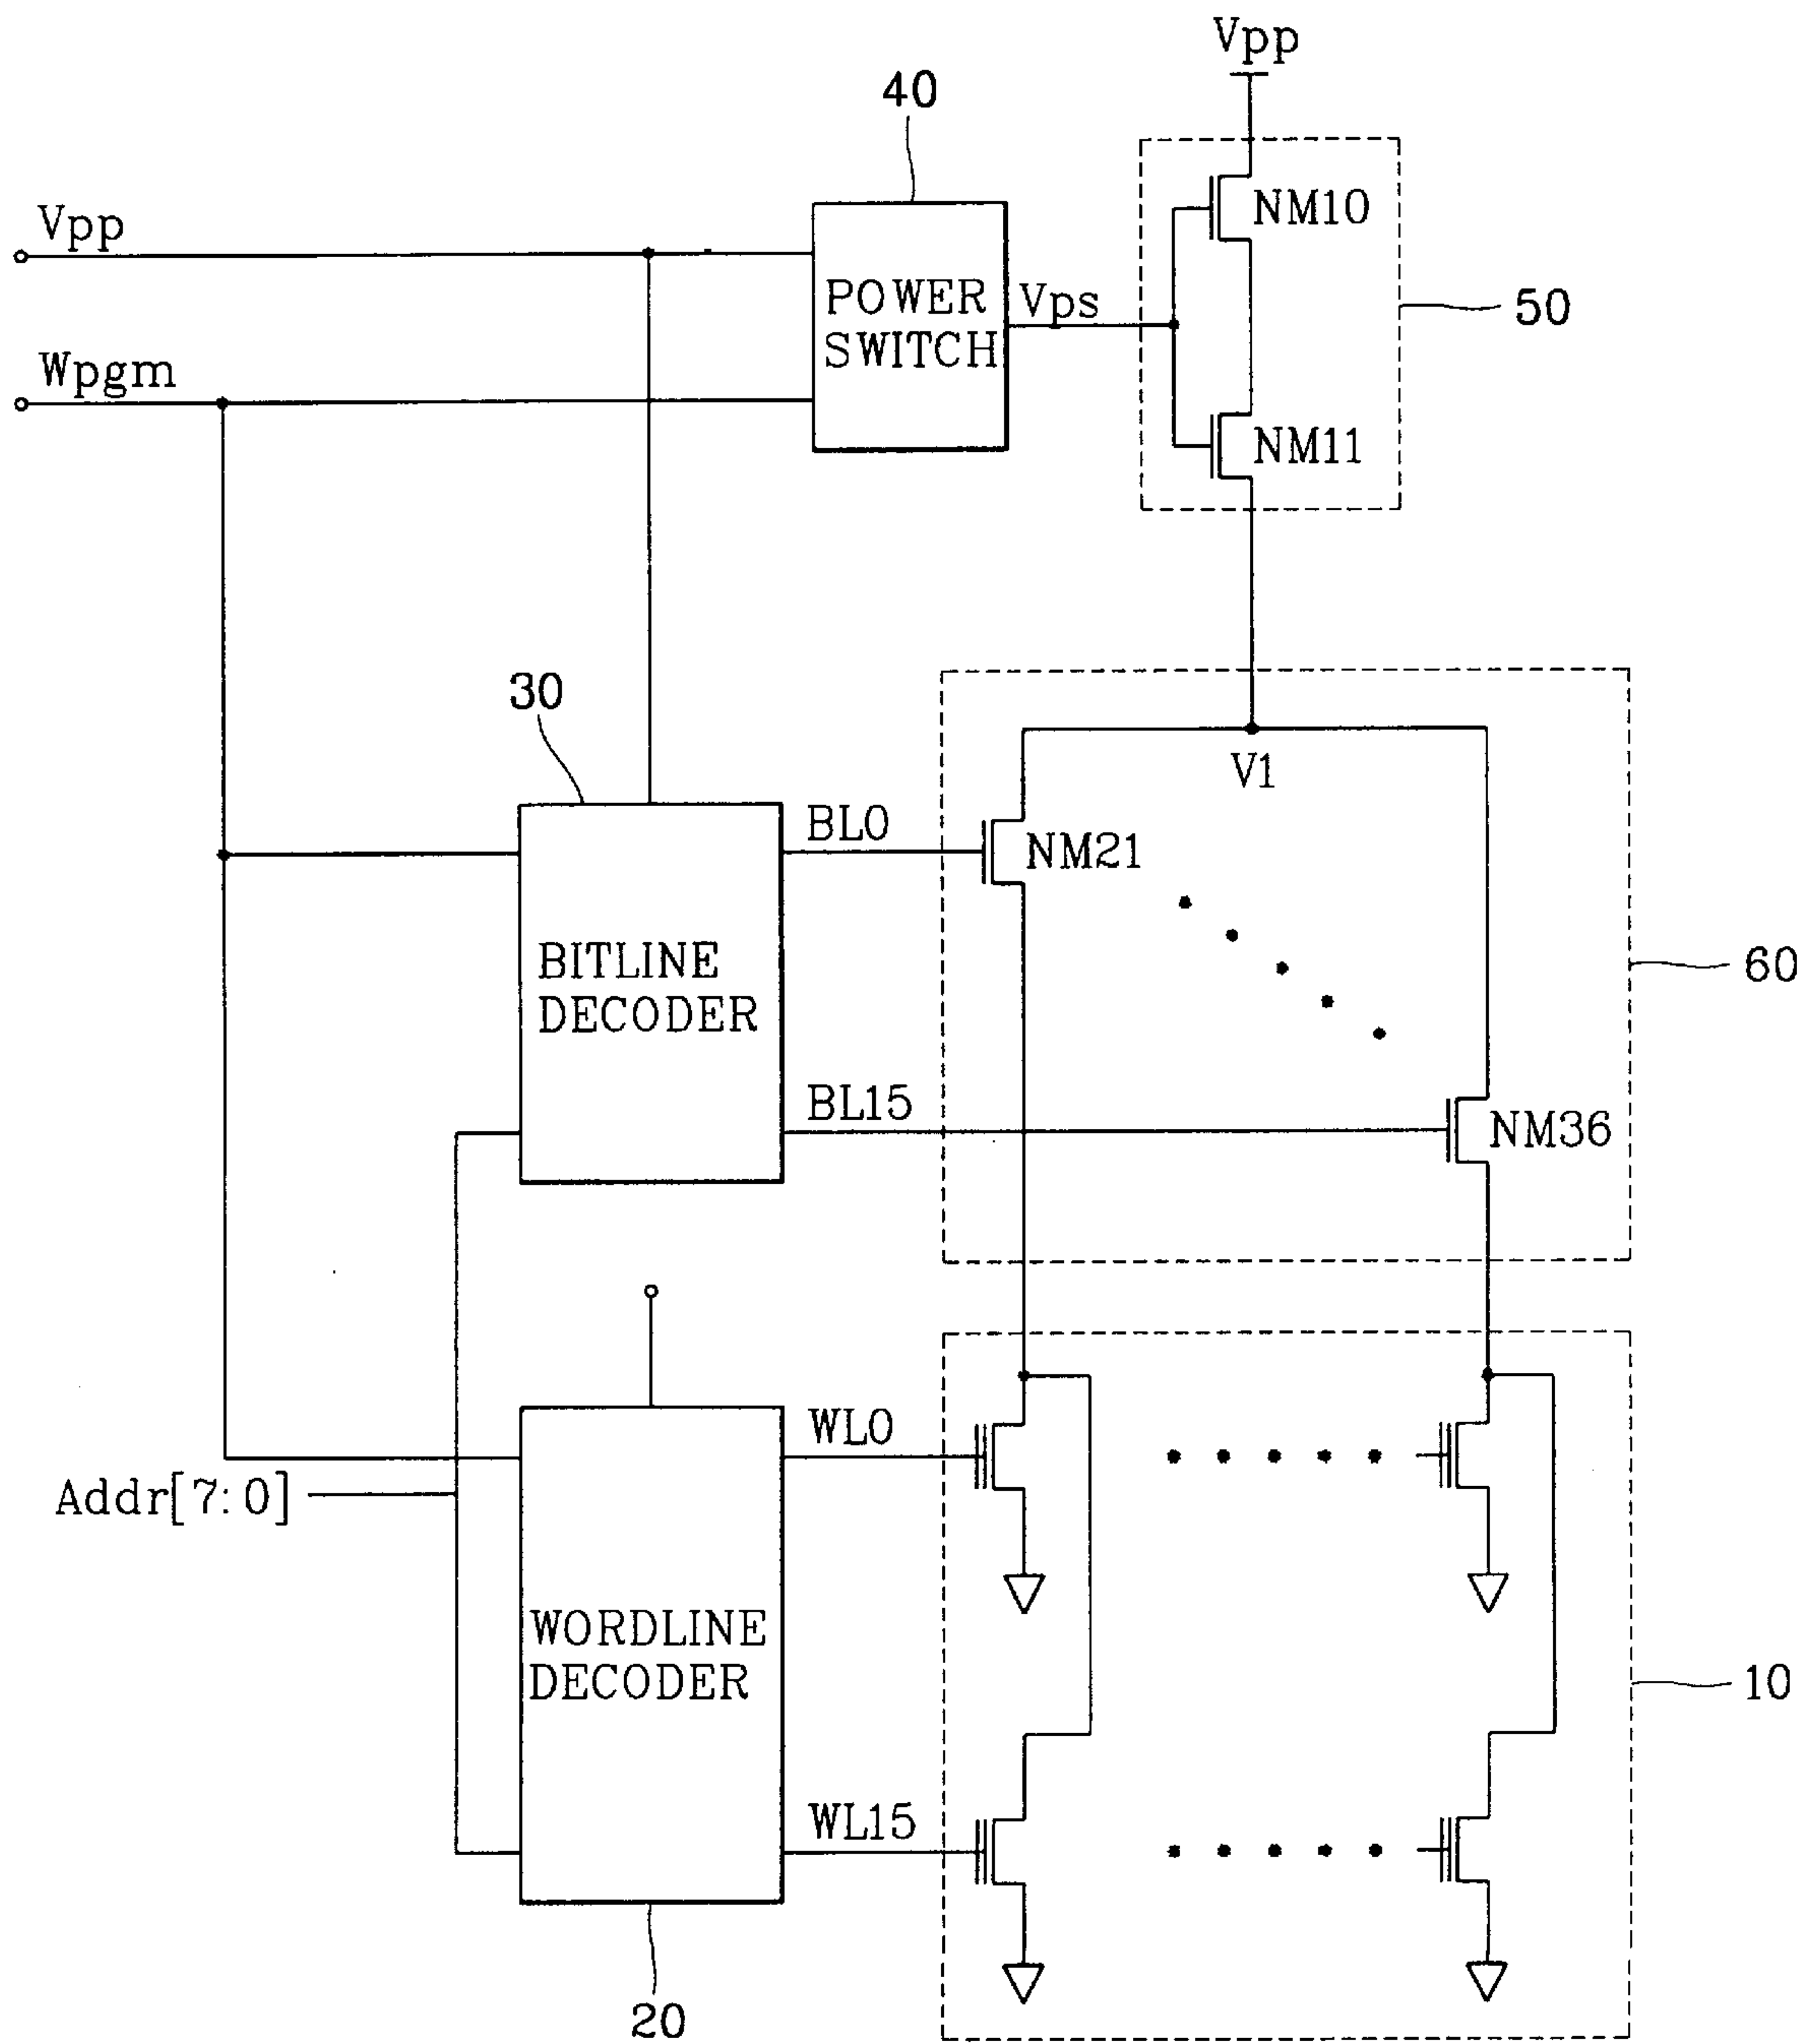 Vpp
40
Vpp
NM10
POWER
SWITCH
Vps
50
Wpgm
NM11
30
V1
BL0
NM21
BITLINE
DECODER
60
BL15
NM36
WL0
Addr[7:0]
WORDLINE
DECODER
10
WL15
20